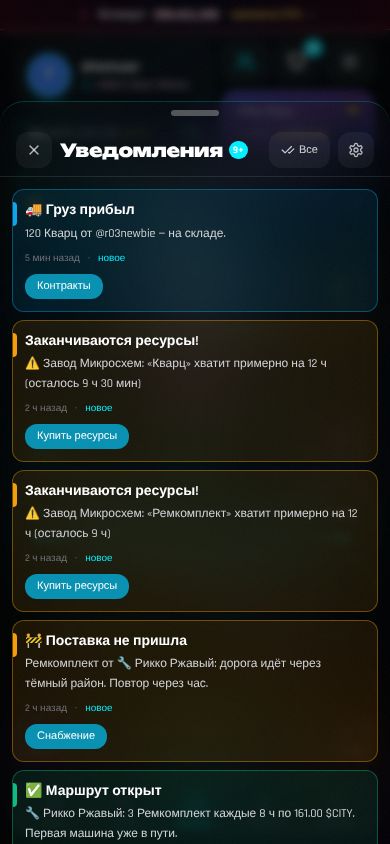 Уведомления 9+ Все
🚚 Груз прибыл
120 Кварц от @r03newbie — на складе.
5 мин назад · новое
Контракты
Заканчиваются ресурсы!
⚠️ Завод Микросхем: «Кварц» хватит примерно на 12 ч
(осталось 9 ч 30 мин)
2 ч назад · новое
Купить ресурсы
Заканчиваются ресурсы!
⚠️ Завод Микросхем: «Ремкомплект» хватит примерно на 12
ч (осталось 9 ч)
2 ч назад · новое
Купить ресурсы
🚧 Поставка не пришла
Ремкомплект от 🔧 Рикко Ржавый: дорога идёт через
тёмный район. Повтор через час.
2 ч назад · новое
Снабжение
✅ Маршрут открыт
🔧 Рикко Ржавый: 3 Ремкомплект каждые 8 ч по 161.00 $CITY.
Первая машина уже в пути.